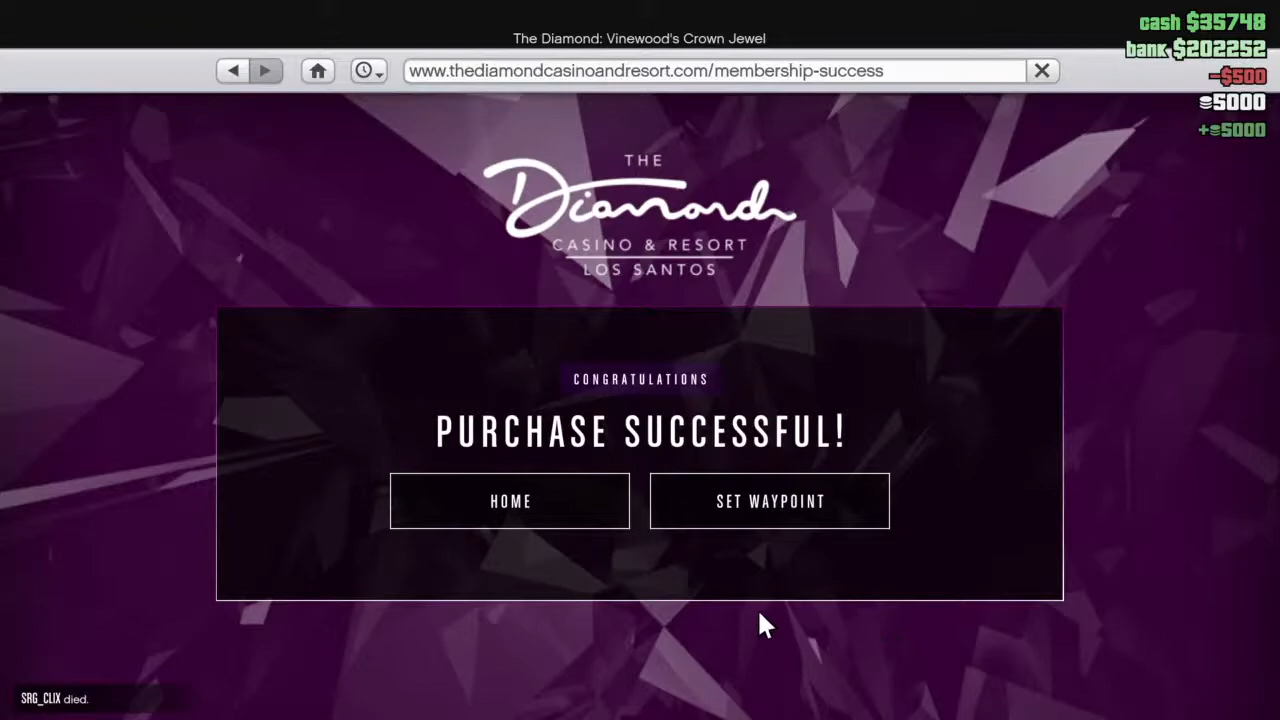 The Diamond: Vinewood's Crown Jewel
cash $35748
bank $202252
-$500
5000
+5000
www.thediamondcasinoandresort.com/membership-success
THE
Diamond
CASINO & RESORT
LOS SANTOS
CONGRATULATIONS
PURCHASE SUCCESSFUL!
HOME
SET WAYPOINT
SRG_CLIX died.